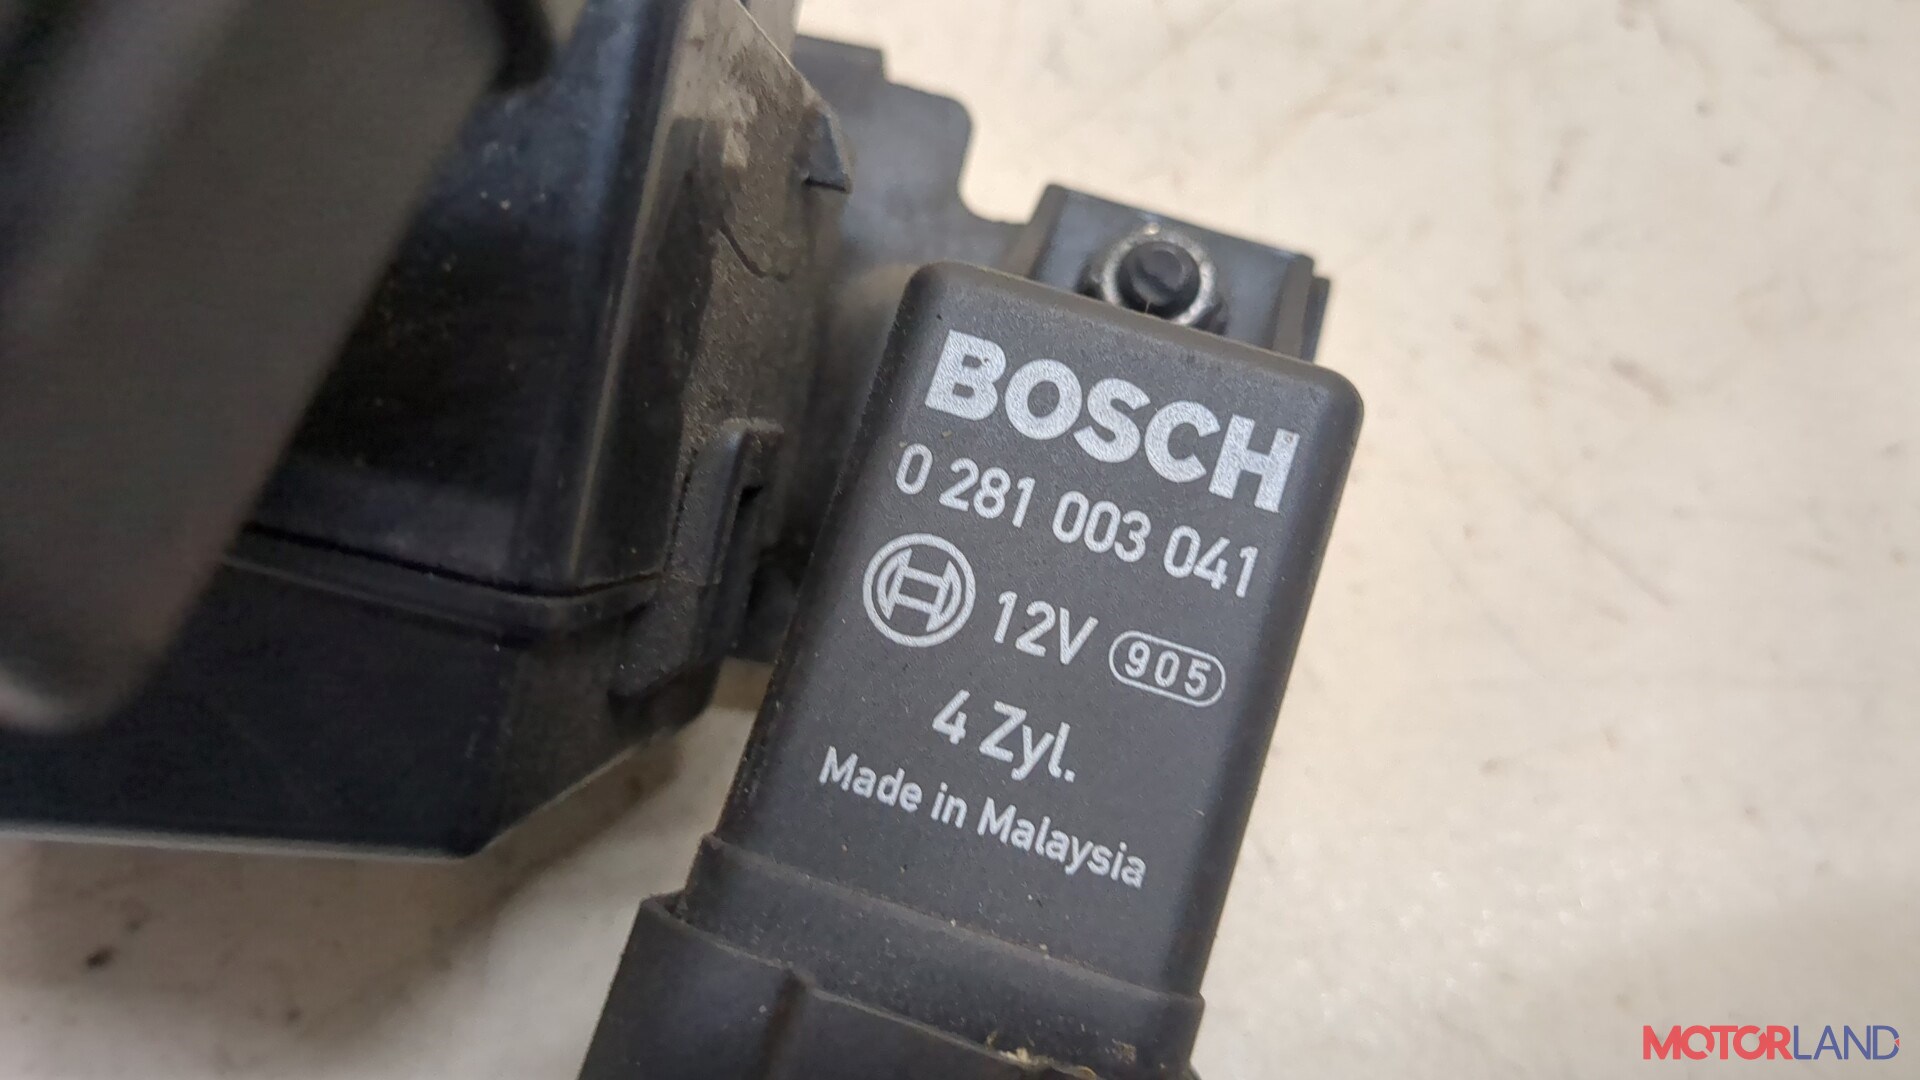 BOSCH
0 281 003 041
12V 905
4 Zyl.
Made in Malaysia
MOTORLAND